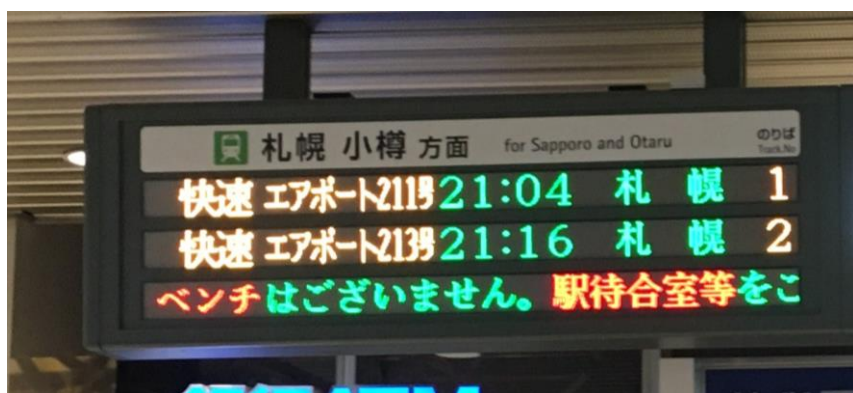 札幌 小樽 方面 for Sapporo and Otaru のりば Track No
快速 エアポート211号 21:04 札幌 1
快速 エアポート213号 21:16 札幌 2
ベンチはございません。駅待合室等をご